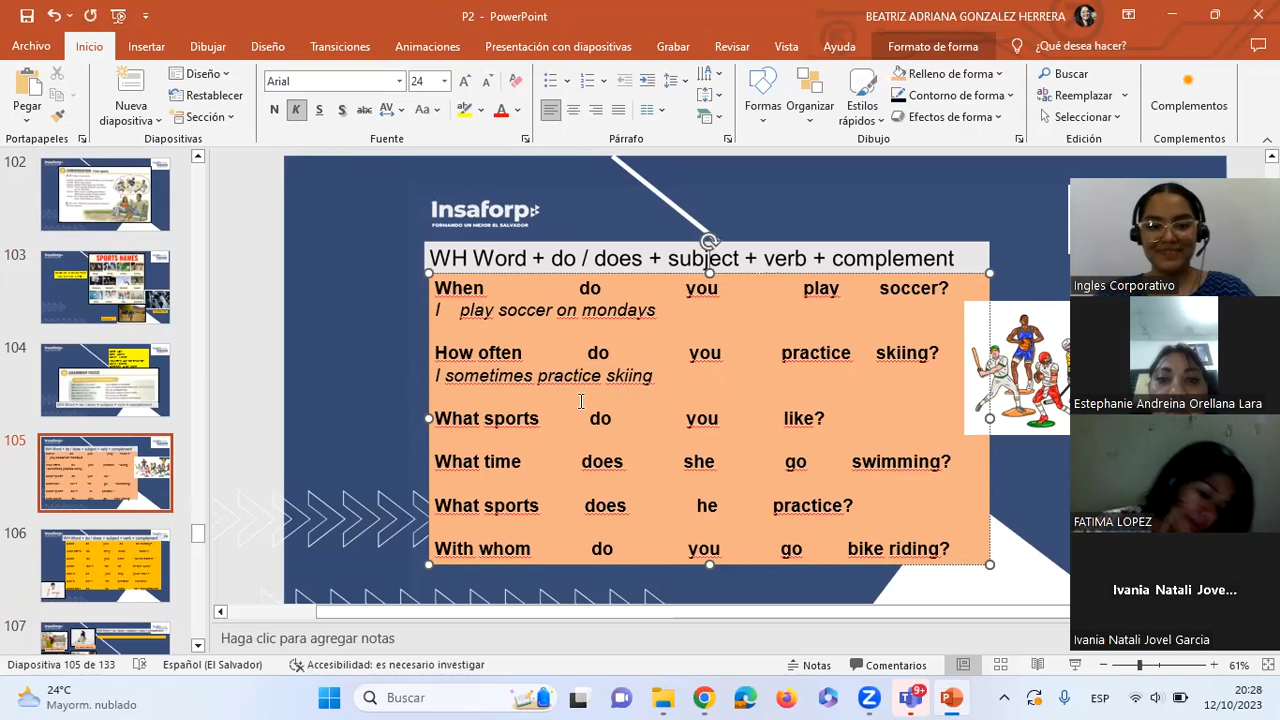 P2 - PowerPoint
BEATRIZ ADRIANA GONZALEZ HERRERA
Archivo Inicio Insertar Dibujar Diseño Transiciones Animaciones Presentación con diapositivas Grabar Revisar Vista Ayuda Formato de forma ¿Qué desea hacer?
Pegar
Portapapeles
Nueva diapositiva
Diseño
Restablecer
Sección
Diapositivas
Arial 24
N K S S abc AV Aa A
Fuente
Párrafo
Formas
Organizar
Estilos rápidos
Relleno de forma
Contorno de forma
Efectos de forma
Dibujo
Buscar
Reemplazar
Seleccionar
Edición
Complementos
Complementos
102
103
SPORTS NAMES
104
105
106
107
Insaforp
FORMANDO UN MEJOR EL SALVADOR
WH Word + do / does + subject + verb + complement
When do you play soccer?
I play soccer on mondays
How often do you practice skiing?
I sometimes practice skiing
What sports do you like?
What time does she go swimming?
What sports does he practice?
With whom do you go bike riding?
Ingles Corporativo
Estephanie Andreina Orellana Lara
FATIMA LOPEZ
Ivania Natali Jove...
Ivania Natali Jovel Garcia
Haga clic para agregar notas
Diapositiva 105 de 133 Español (El Salvador) Accesibilidad: es necesario investigar Notas Comentarios 61%
24°C
Mayorm. nublado
Buscar
9+
ESP
20:28
12/10/2023